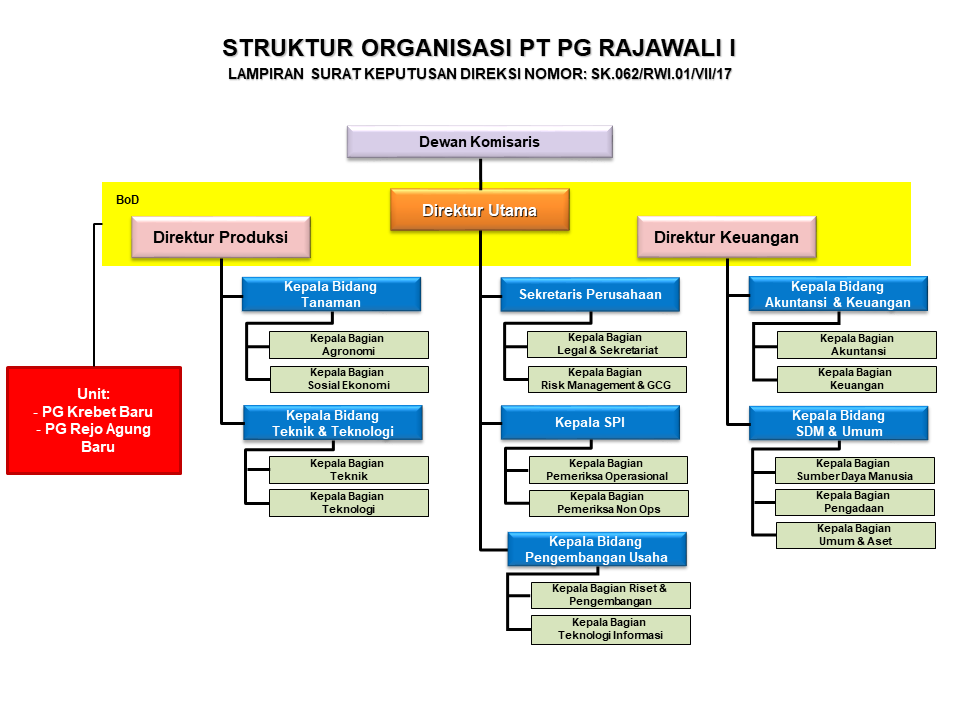 STRUKTUR ORGANISASI PT PG RAJAWALI I
LAMPIRAN SURAT KEPUTUSAN DIREKSI NOMOR: SK.062/RWI.01/VII/17
Dewan Komisaris
BoD
Direktur Utama
Direktur Produksi
Direktur Keuangan
Kepala Bidang
Tanaman
Kepala Bagian
Agronomi
Kepala Bagian
Sosial Ekonomi
Kepala Bidang
Teknik & Teknologi
Kepala Bagian
Teknik
Kepala Bagian
Teknologi
Sekretaris Perusahaan
Kepala Bagian
Legal & Sekretariat
Kepala Bagian
Risk Management & GCG
Kepala SPI
Kepala Bagian
Pemeriksa Operasional
Kepala Bagian
Pemeriksa Non Ops
Kepala Bidang
Pengembangan Usaha
Kepala Bagian Riset &
Pengembangan
Kepala Bagian
Teknologi Informasi
Kepala Bidang
Akuntansi & Keuangan
Kepala Bagian
Akuntansi
Kepala Bagian
Keuangan
Kepala Bidang
SDM & Umum
Kepala Bagian
Sumber Daya Manusia
Kepala Bagian
Pengadaan
Kepala Bagian
Umum & Aset
Unit:
- PG Krebet Baru
- PG Rejo Agung
Baru